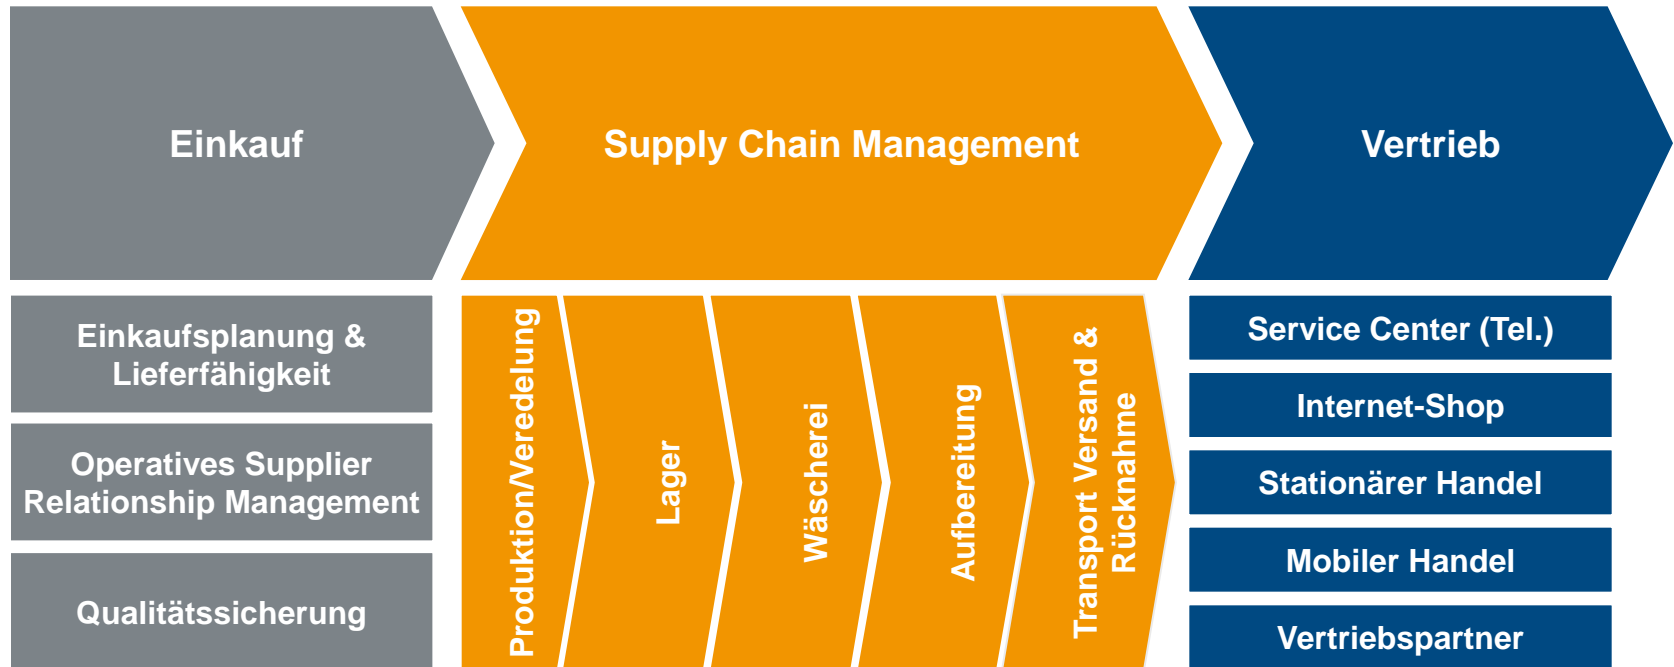 Einkauf
Supply Chain Management
Vertrieb
Einkaufsplanung &
Lieferfähigkeit
Operatives Supplier
Relationship Management
Qualitätssicherung
Produktion/Veredelung
Lager
Wäscherei
Aufbereitung
Transport Versand &
Rücknahme
Service Center (Tel.)
Internet-Shop
Stationärer Handel
Mobiler Handel
Vertriebspartner